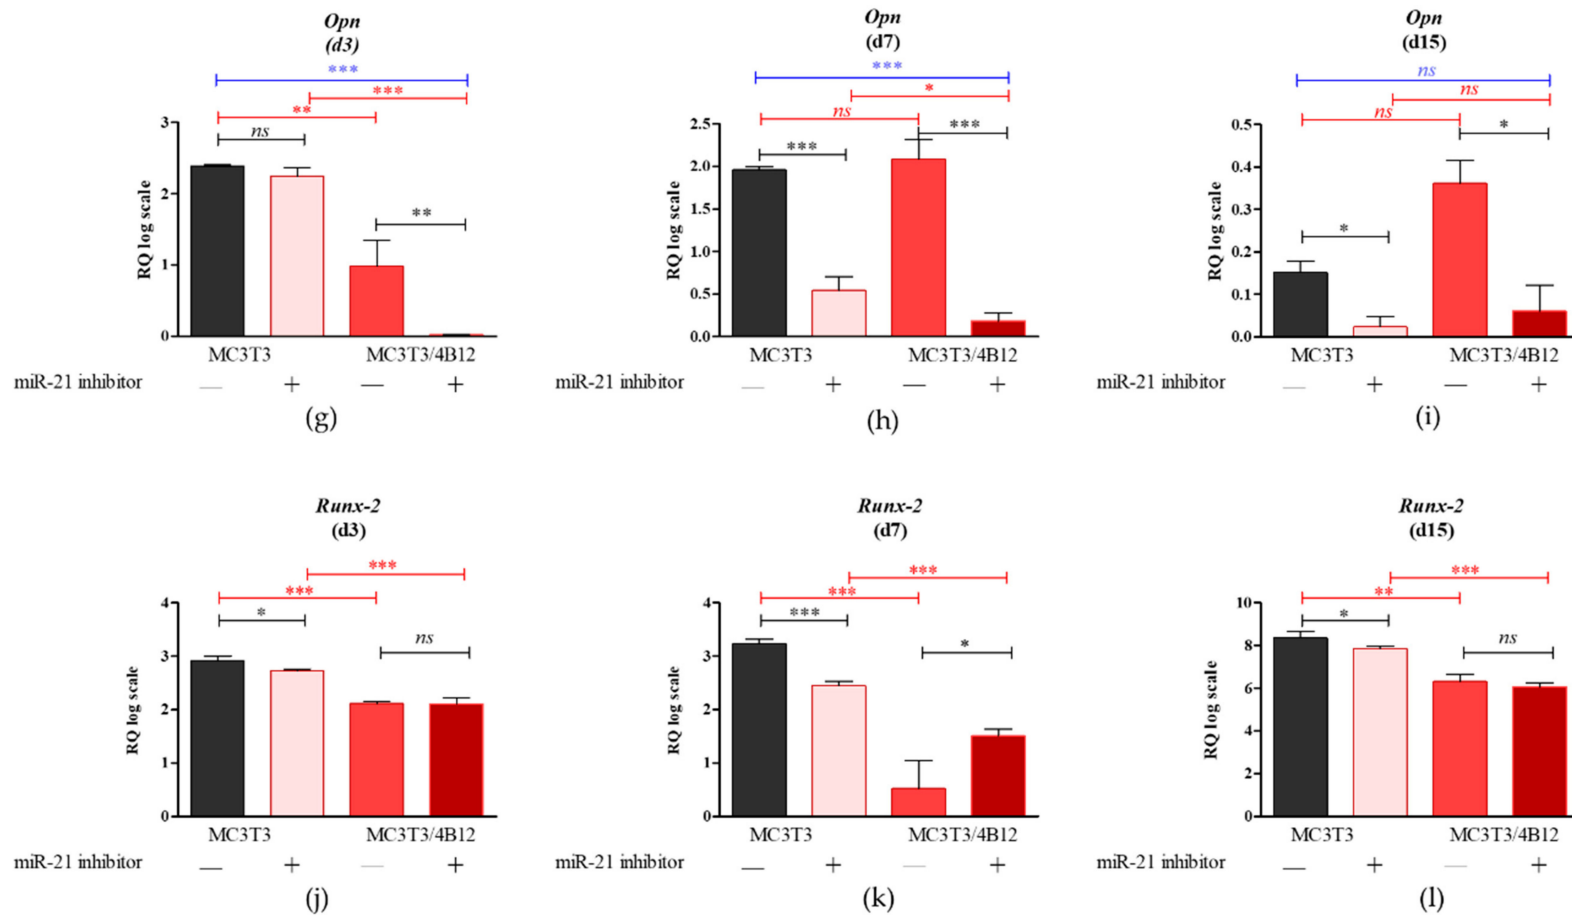 Opn
(d3)
***
***
**
ns
**
3
2
1
0
RQ log scale
MC3T3
MC3T3/4B12
miR-21 inhibitor
— + — +
(g)
Opn
(d7)
***
*
ns
***
***
2.5
2.0
1.5
1.0
0.5
0.0
RQ log scale
MC3T3
MC3T3/4B12
miR-21 inhibitor
— + — +
(h)
Opn
(d15)
ns
ns
ns
*
*
0.5
0.4
0.3
0.2
0.1
0.0
RQ log scale
MC3T3
MC3T3/4B12
miR-21 inhibitor
— + — +
(i)
Runx-2
(d3)
***
***
*
ns
4
3
2
1
0
RQ log scale
MC3T3
MC3T3/4B12
miR-21 inhibitor
— + — +
(j)
Runx-2
(d7)
***
***
***
*
4
3
2
1
0
RQ log scale
MC3T3
MC3T3/4B12
miR-21 inhibitor
— + — +
(k)
Runx-2
(d15)
***
**
*
ns
10
8
6
4
2
0
RQ log scale
MC3T3
MC3T3/4B12
miR-21 inhibitor
— + — +
(l)